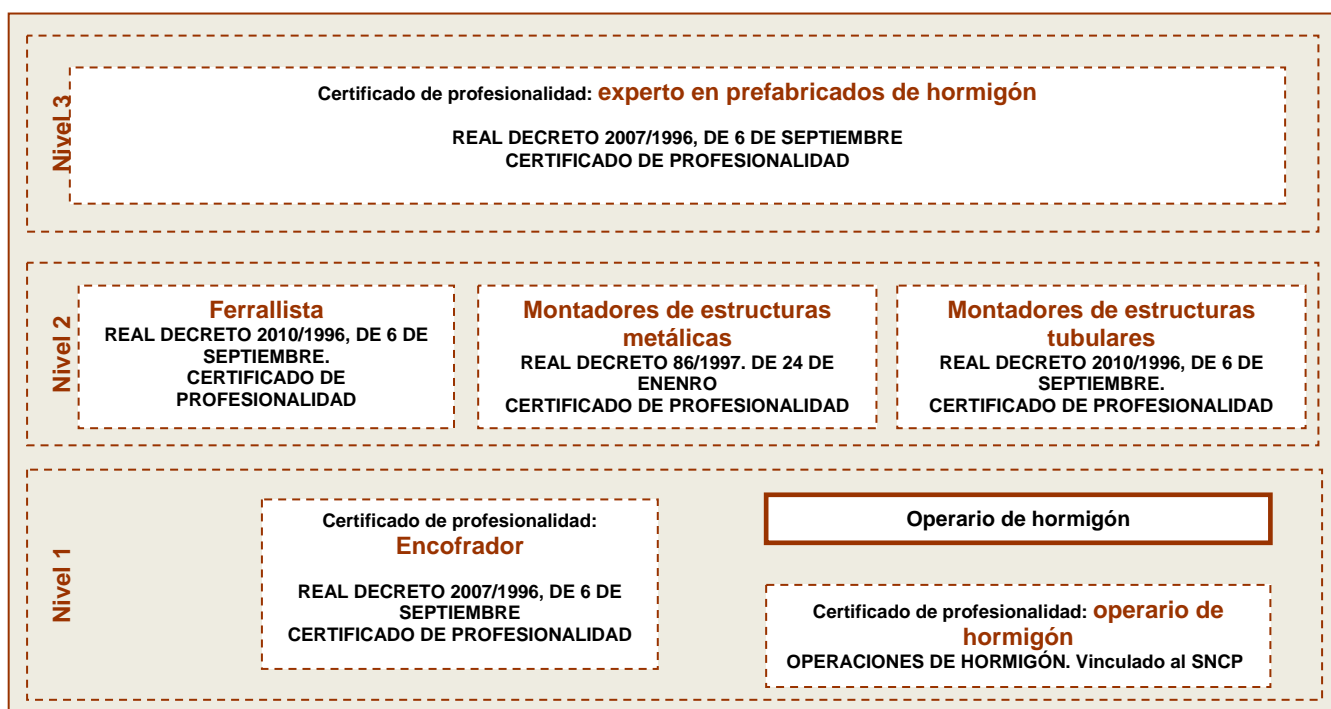 Nivel 3
Certificado de profesionalidad: experto en prefabricados de hormigón
REAL DECRETO 2007/1996, DE 6 DE SEPTIEMBRE
CERTIFICADO DE PROFESIONALIDAD
Nivel 2
Ferrallista
REAL DECRETO 2010/1996, DE 6 DE
SEPTIEMBRE.
CERTIFICADO DE
PROFESIONALIDAD
Montadores de estructuras
metálicas
REAL DECRETO 86/1997. DE 24 DE
ENENRO
CERTIFICADO DE PROFESIONALIDAD
Montadores de estructuras
tubulares
REAL DECRETO 2010/1996, DE 6 DE
SEPTIEMBRE.
CERTIFICADO DE PROFESIONALIDAD
Nivel 1
Certificado de profesionalidad:
Encofrador
REAL DECRETO 2007/1996, DE 6 DE
SEPTIEMBRE
CERTIFICADO DE PROFESIONALIDAD
Operario de hormigón
Certificado de profesionalidad: operario de
hormigón
OPERACIONES DE HORMIGÓN. Vinculado al SNCP